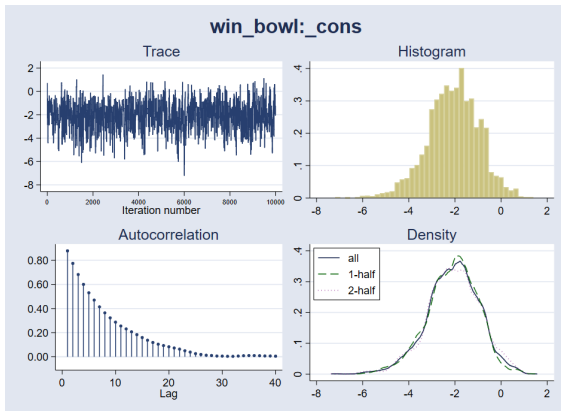 win_bowl:_cons
Trace
2
0
-2
-4
-6
-8
0 2000 4000 6000 8000 10000
Iteration number
Histogram
.4
.3
.2
.1
0
-8 -6 -4 -2 0 2
Autocorrelation
0.80
0.60
0.40
0.20
0.00
0 10 20 30 40
Lag
Density
all
1-half
2-half
.4
.3
.2
.1
0
-8 -6 -4 -2 0 2